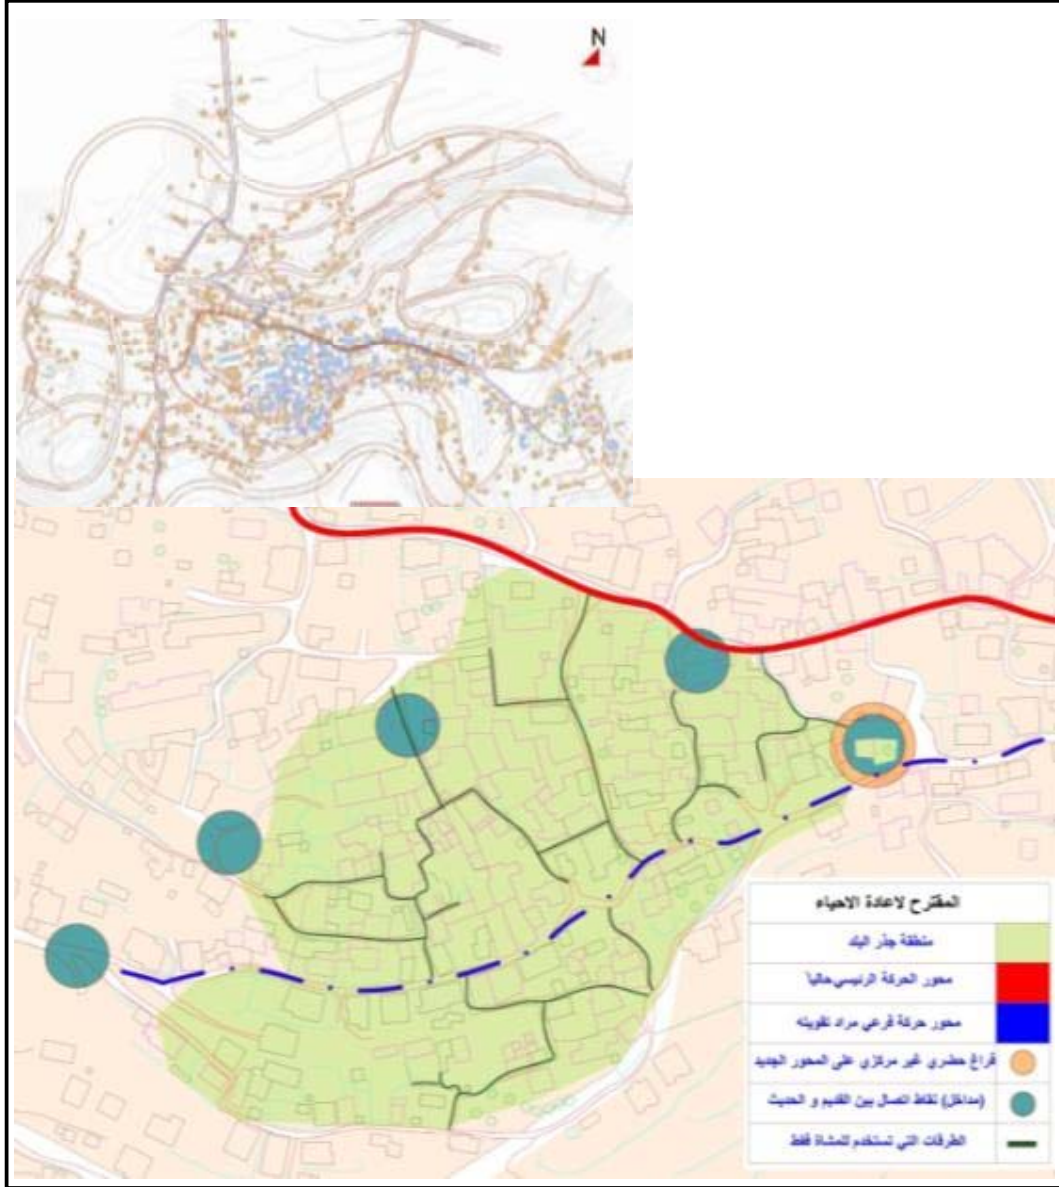 N
المقترح لاعادة الاحياء
منطقة جذر البلد
محور الحركة الرئيسي حالياً
محور حركة فرعي مراد تقويته
فراغ حضري غير مركزي على المحور الجديد
(مداخل) نقاط اتصال بين القديم و الحديث
الطرقات التي تستخدم للمشاة فقط